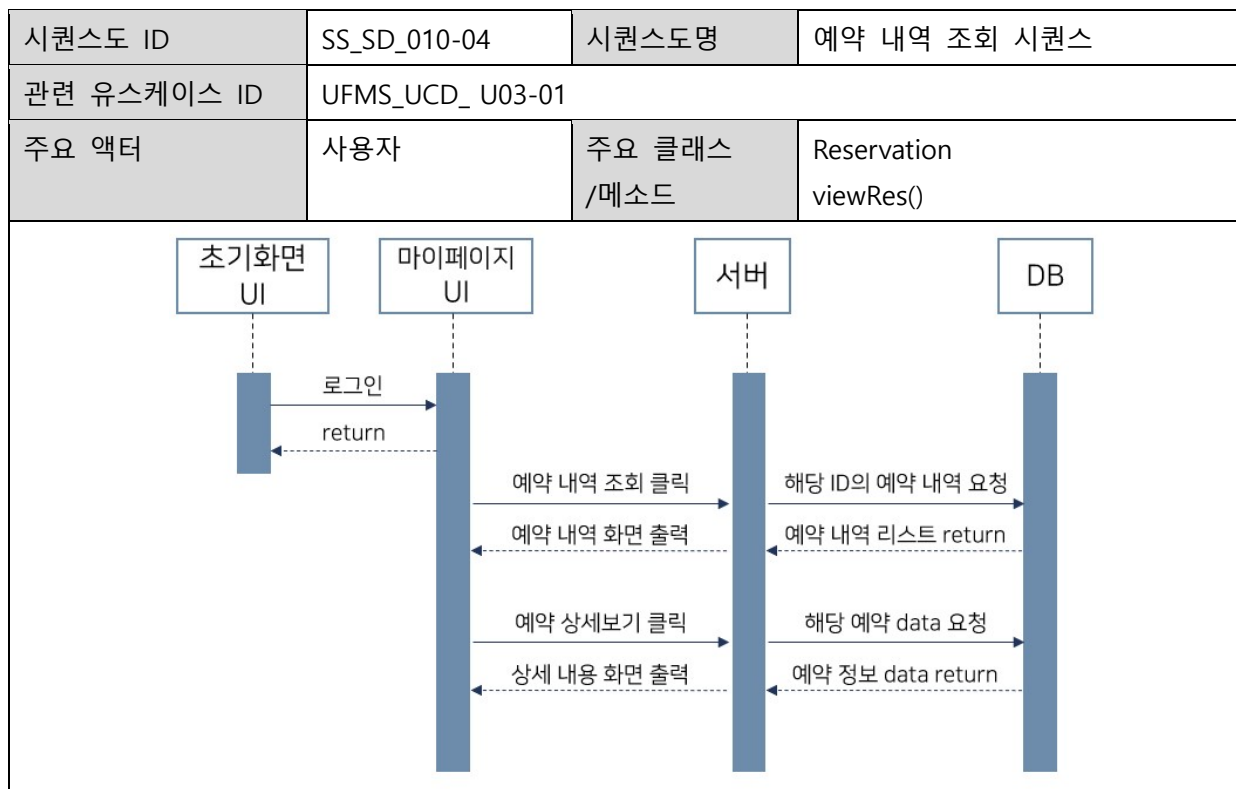 시퀀스도 ID
SS_SD_010-04
시퀀스도명
예약 내역 조회 시퀀스
관련 유스케이스 ID
UFMS_UCD_ U03-01
주요 액터
사용자
주요 클래스
/메소드
Reservation
viewRes()
초기화면
UI
마이페이지
UI
서버
DB
로그인
return
예약 내역 조회 클릭
해당 ID의 예약 내역 요청
예약 내역 화면 출력
예약 내역 리스트 return
예약 상세보기 클릭
해당 예약 data 요청
상세 내용 화면 출력
예약 정보 data return